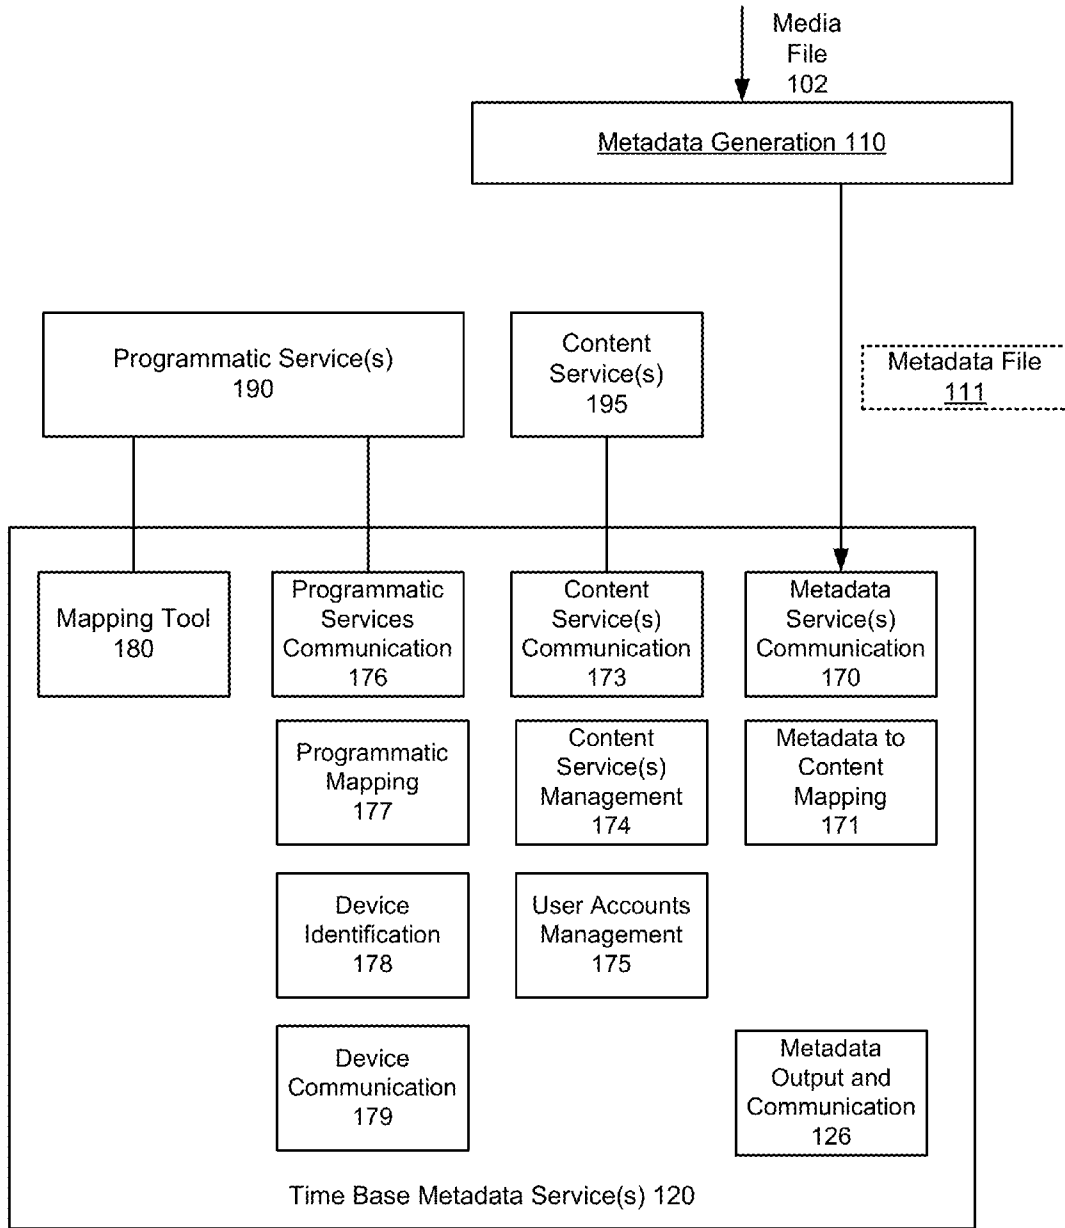 Media
File
102
Metadata Generation 110
Programmatic Service(s)
190
Content
Service(s)
195
Metadata File
111
Mapping Tool
180
Programmatic
Services
Communication
176
Content
Service(s)
Communication
173
Metadata
Service(s)
Communication
170
Programmatic
Mapping
177
Content
Service(s)
Management
174
Metadata to
Content
Mapping
171
Device
Identification
178
User Accounts
Management
175
Device
Communication
179
Metadata
Output and
Communication
126
Time Base Metadata Service(s) 120